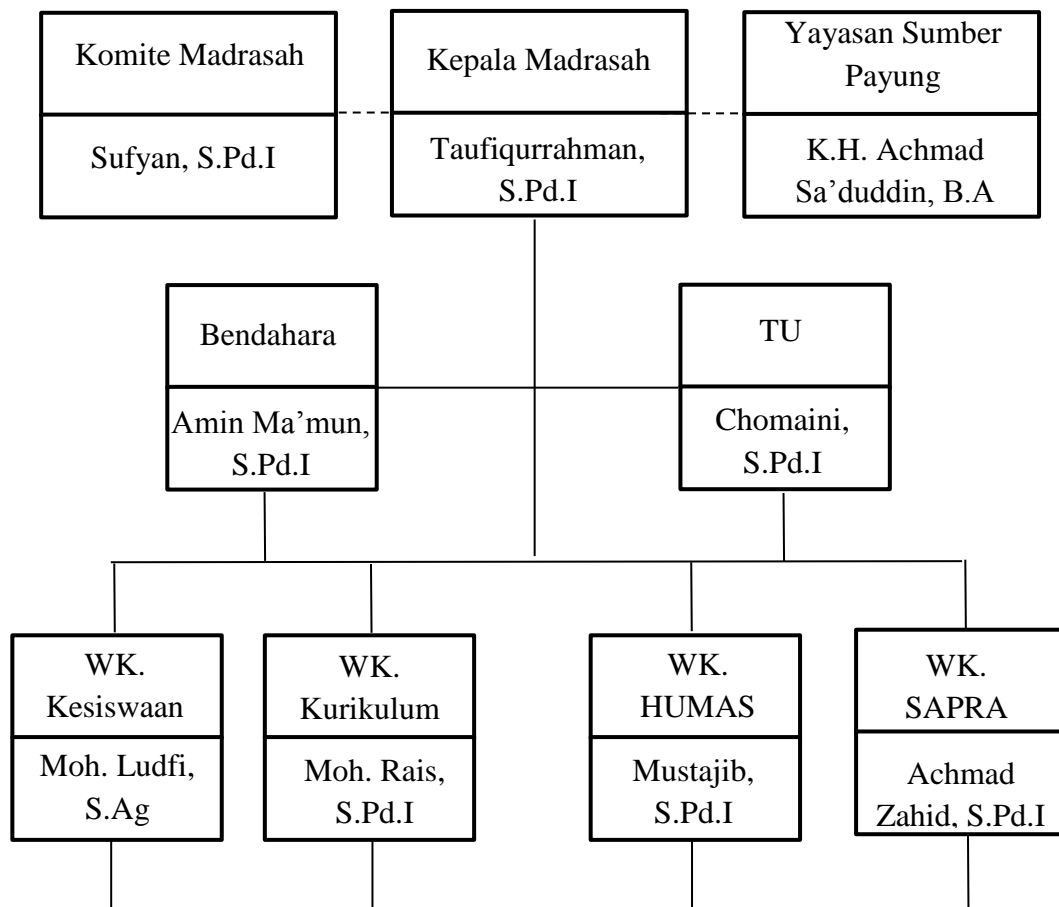 Komite Madrasah
Sufyan, S.Pd.I
Kepala Madrasah
Taufiqurrahman,
S.Pd.I
Yayasan Sumber
Payung
K.H. Achmad
Sa’duddin, B.A
Bendahara
Amin Ma’mun,
S.Pd.I
TU
Chomaini,
S.Pd.I
WK.
Kesiswaan
Moh. Ludfi,
S.Ag
WK.
Kurikulum
Moh. Rais,
S.Pd.I
WK.
HUMAS
Mustajib,
S.Pd.I
WK.
SAPRA
Achmad
Zahid, S.Pd.I